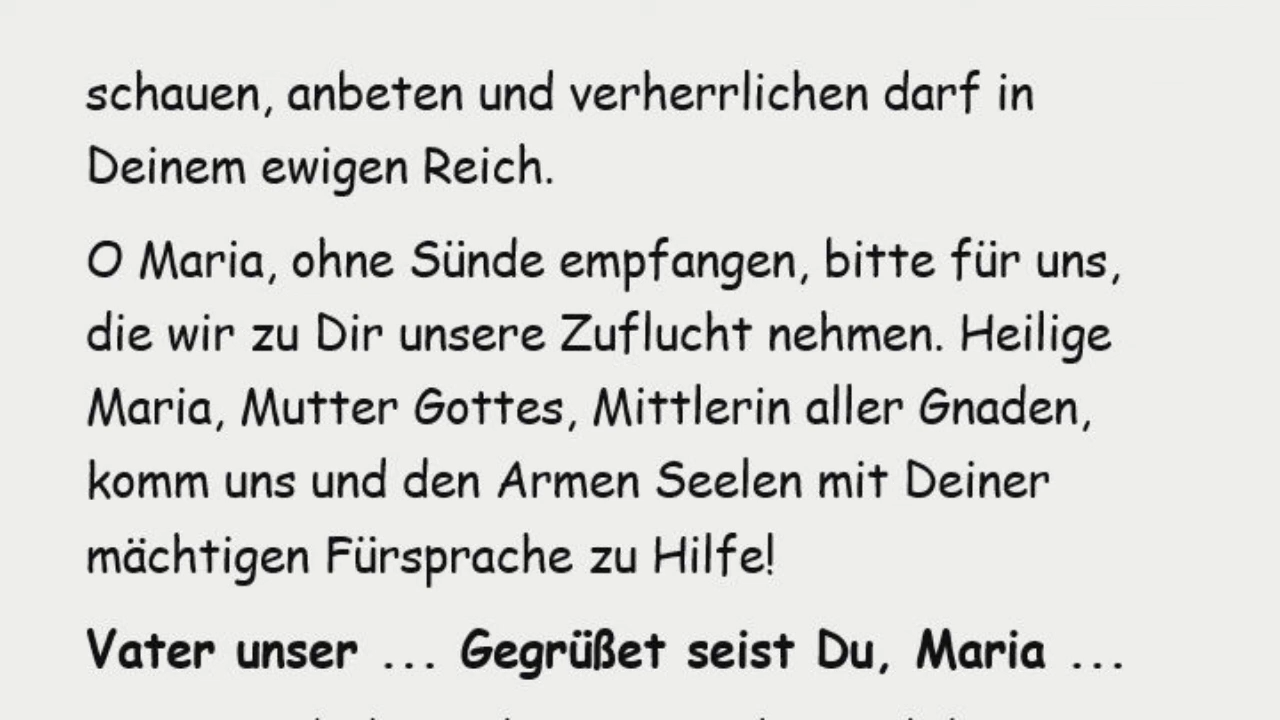 schauen, anbeten und verherrlichen darf in
Deinem ewigen Reich.
O Maria, ohne Sünde empfangen, bitte für uns,
die wir zu Dir unsere Zuflucht nehmen. Heilige
Maria, Mutter Gottes, Mittlerin aller Gnaden,
komm uns und den Armen Seelen mit Deiner
mächtigen Fürsprache zu Hilfe!
Vater unser ... Gegrüßet seist Du, Maria ...